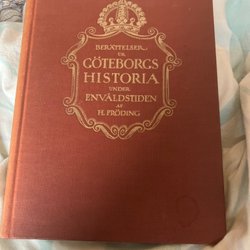 BERÄTTELSER
UR
GÖTEBORGS
HISTORIA
UNDER
ENVÄLDSTIDEN
AF
H. FRÖDING